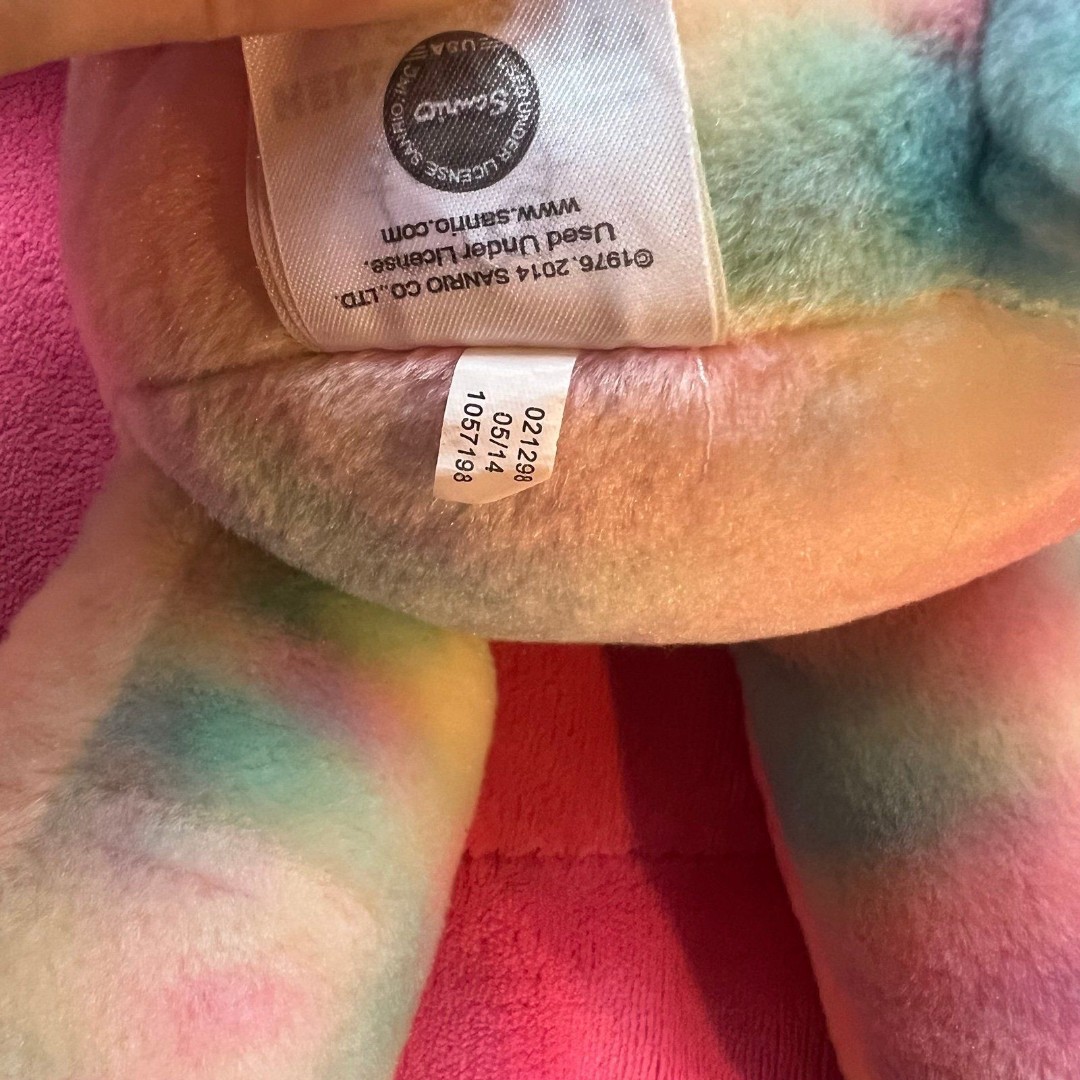 ©1976, 2014 SANRIO CO., LTD.
Used Under License.
www.sanrio.com
Sanrio
UNDER LICENSE SANRIO
USA
021298
05/14
1057198